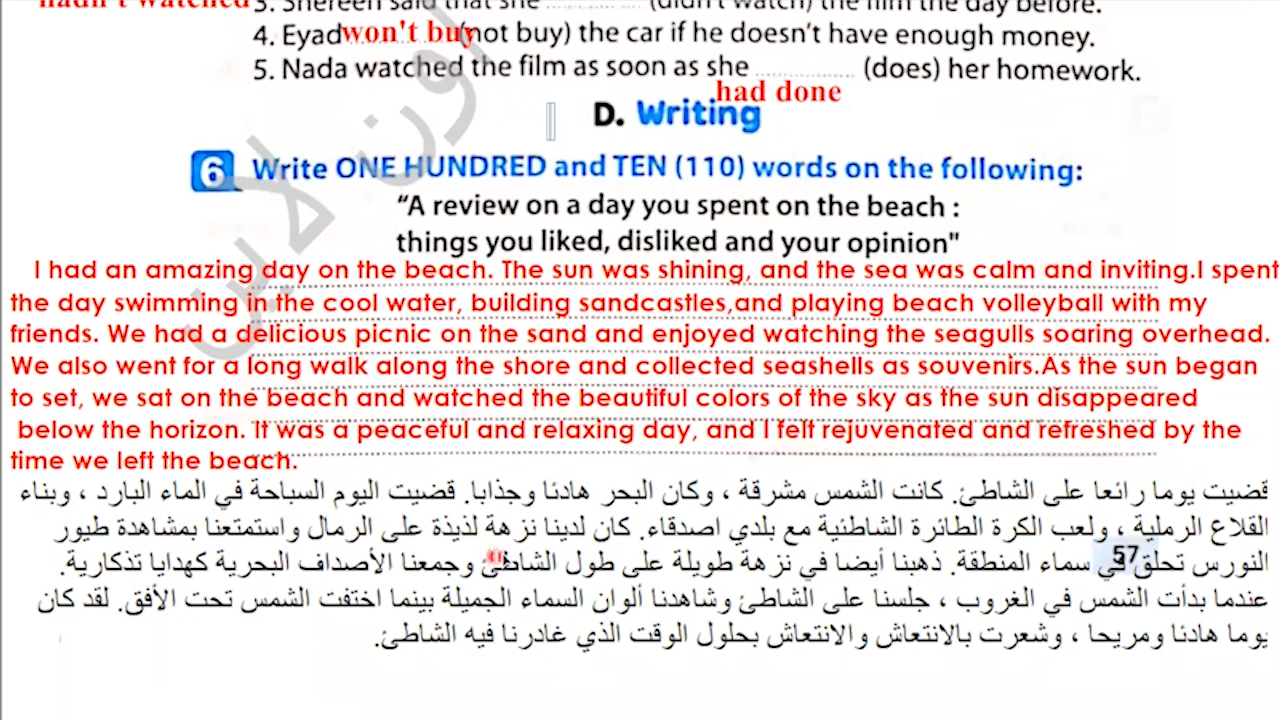 hadn't watched 3. Shereen said that she ............ (didn't watch) the film the day before.
4. Eyad won't buy (not buy) the car if he doesn't have enough money.
5. Nada watched the film as soon as she ............ (does) her homework.
had done
D. Writing
6 Write ONE HUNDRED and TEN (110) words on the following:
"A review on a day you spent on the beach :
things you liked, disliked and your opinion"
I had an amazing day on the beach. The sun was shining, and the sea was calm and inviting.I spent
the day swimming in the cool water, building sandcastles,and playing beach volleyball with my
friends. We had a delicious picnic on the sand and enjoyed watching the seagulls soaring overhead.
We also went for a long walk along the shore and collected seashells as souvenirs.As the sun began
to set, we sat on the beach and watched the beautiful colors of the sky as the sun disappeared
below the horizon. It was a peaceful and relaxing day, and I felt rejuvenated and refreshed by the
time we left the beach.
قضيت يوما رائعا على الشاطئ. كانت الشمس مشرقة ، وكان البحر هادئا وجذابا. قضيت اليوم السباحة في الماء البارد ، وبناء
القلاع الرملية ، ولعب الكرة الطائرة الشاطئية مع بلدي اصدقاء. كان لدينا نزهة لذيذة على الرمال واستمتعنا بمشاهدة طيور
النورس تحلق في سماء المنطقة. ذهبنا أيضا في نزهة طويلة على طول الشاطئ وجمعنا الأصداف البحرية كهدايا تذكارية.
57
عندما بدأت الشمس في الغروب ، جلسنا على الشاطئ وشاهدنا ألوان السماء الجميلة بينما اختفت الشمس تحت الأفق. لقد كان
يوما هادئا ومريحا ، وشعرت بالانتعاش والانتعاش بحلول الوقت الذي غادرنا فيه الشاطئ.
اون لاين